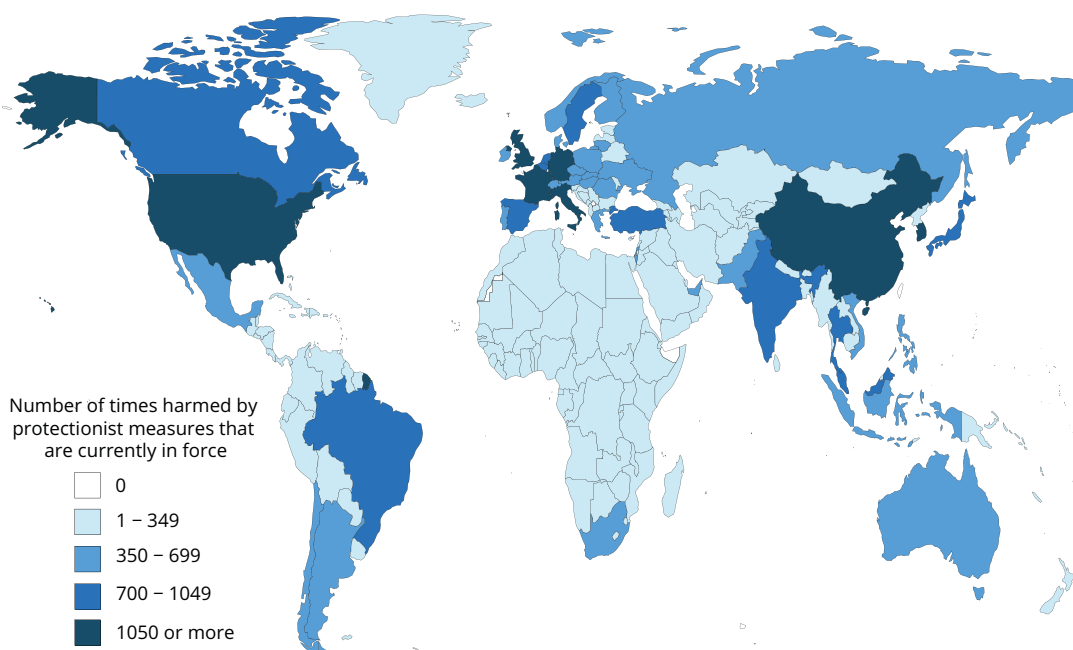 Number of times harmed by
protectionist measures that
are currently in force
0
1 − 349
350 − 699
700 − 1049
1050 or more